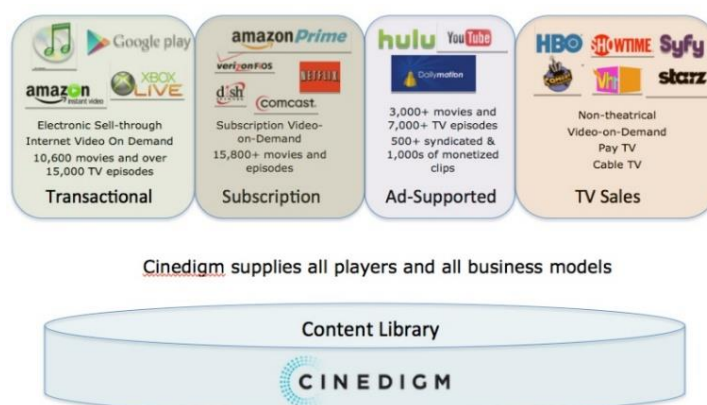 Google play
amazon
instant video
XBOX
LIVE
Electronic Sell-through
Internet Video On Demand
10,600 movies and over
15,000 TV episodes
Transactional
amazonPrime
verizonFiOS
NETFLIX
dish
comcast.
Subscription Video-
on-Demand
15,800+ movies and
episodes
Subscription
hulu
YouTube
Dailymotion
3,000+ movies and
7,000+ TV episodes
500+ syndicated &
1,000s of monetized
clips
Ad-Supported
HBO
SHOWTIME
Syfy
VH1
starz
Non-theatrical
Video-on-Demand
Pay TV
Cable TV
TV Sales
Cinedigm supplies all players and all business models
Content Library
CINEDIGM